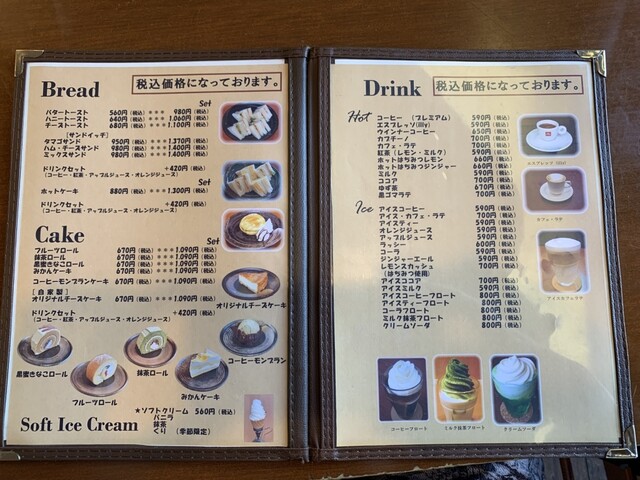 Bread
税込価格になっております。
Set
バタートースト 560円(税込) *** 980円(税込)
ハニートースト 640円(税込) *** 1,060円(税込)
チーズトースト 680円(税込) *** 1,100円(税込)
[サンドイッチ]
タマゴサンド 950円(税込) *** 1,370円(税込)
ハム・チーズサンド 980円(税込) *** 1,400円(税込)
ミックスサンド 980円(税込) *** 1,400円(税込)
ドリンクセット +420円(税込)
(コーヒー・紅茶・アップルジュース・オレンジジュース)
Set
ホットケーキ 880円(税込) *** 1,300円(税込)
ドリンクセット +420円(税込)
(コーヒー・紅茶・アップルジュース・オレンジジュース)
Cake
Set
フルーツロール 670円(税込) *** 1,090円(税込)
抹茶ロール 670円(税込) *** 1,090円(税込)
黒蜜きなこロール 670円(税込) *** 1,090円(税込)
みかんケーキ 670円(税込) *** 1,090円(税込)
コーヒーモンブランケーキ 670円(税込) *** 1,090円(税込)
[自家製]
オリジナルチーズケーキ 670円(税込) *** 1,090円(税込)
ドリンクセット +420円(税込)
(コーヒー・紅茶・アップルジュース・オレンジジュース)
オリジナルチーズケーキ
黒蜜きなこロール
フルーツロール
抹茶ロール
みかんケーキ
コーヒーモンブラン
Soft Ice Cream
★ソフトクリーム 560円(税込)
バニラ
抹茶
くり (季節限定)
Drink
税込価格になっております。
Hot
コーヒー (プレミアム) 590円(税込)
エスプレッソ(illy) 590円(税込)
ウインナーコーヒー 650円(税込)
カプチーノ 700円(税込)
カフェ・ラテ 700円(税込)
紅茶(レモン・ミルク) 590円(税込)
ホットはちみつレモン 660円(税込)
ホットはちみつジンジャー 660円(税込)
ミルク 590円(税込)
ココア 700円(税込)
ゆず茶 670円(税込)
黒ゴマラテ 700円(税込)
Ice
アイスコーヒー 590円(税込)
アイス・カフェ・ラテ 700円(税込)
アイスティー 590円(税込)
オレンジジュース 590円(税込)
アップルジュース 590円(税込)
ラッシー 600円(税込)
コーラ 590円(税込)
ジンジャーエール 590円(税込)
レモンスカッシュ 700円(税込)
(はちみつ使用)
アイスココア 700円(税込)
アイスミルク 590円(税込)
アイスコーヒーフロート 800円(税込)
アイスティーフロート 800円(税込)
コーラフロート 800円(税込)
ミルク抹茶フロート 800円(税込)
クリームソーダ 800円(税込)
エスプレッソ (illy)
カフェ・ラテ
アイスカフェラテ
コーヒーフロート
ミルク抹茶フロート
クリームソーダ